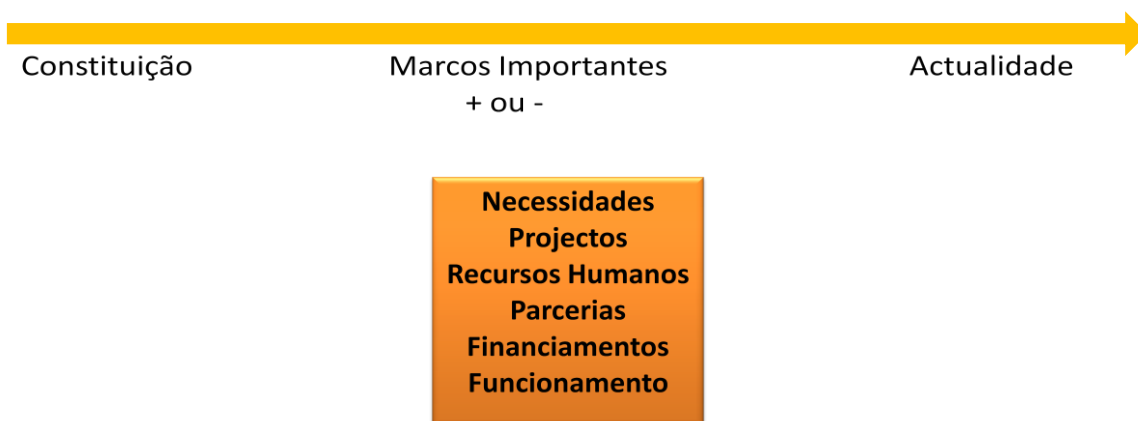 Constituição Marcos Importantes Actualidade
+ ou -
Necessidades
Projectos
Recursos Humanos
Parcerias
Financiamentos
Funcionamento